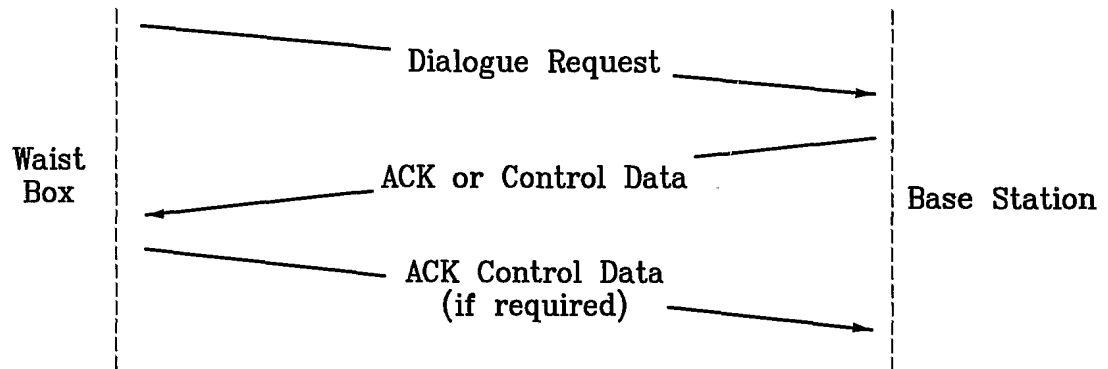 Dialogue Request
Waist
Box
ACK or Control Data
Base Station
ACK Control Data
(if required)